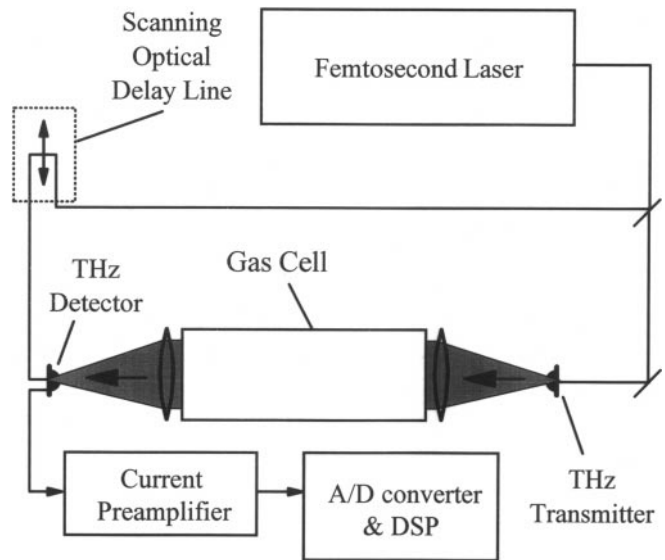 Scanning
Optical
Delay Line
Femtosecond Laser
Gas Cell
THz
Detector
Current
Preamplifier
A/D converter
& DSP
THz
Transmitter